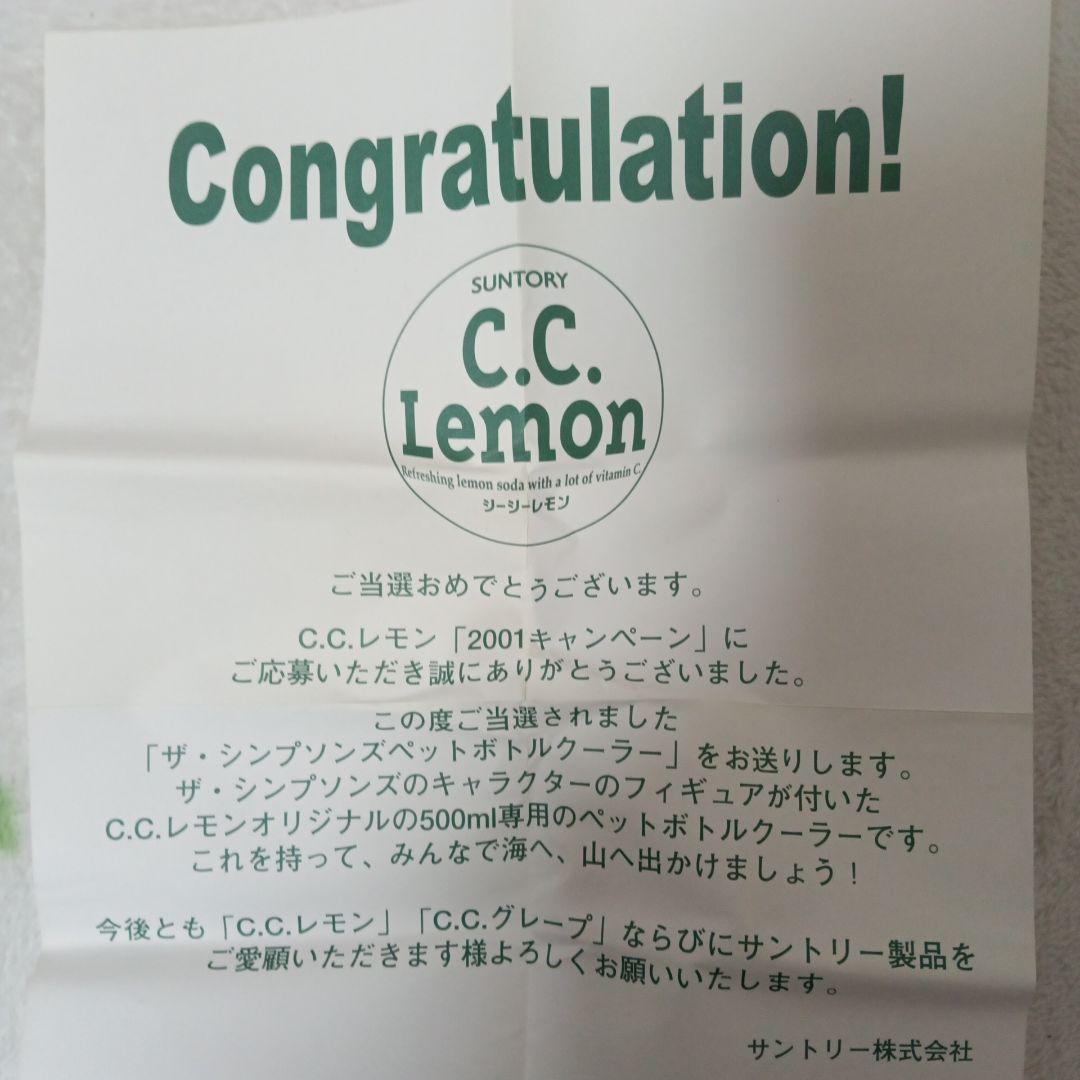 Congratulation!
SUNTORY
C.C.
Lemon
Refreshing lemon soda with a lot of vitamin C.
シーシーレモン
ご当選おめでとうございます。
C.C.レモン「2001キャンペーン」に
ご応募いただき誠にありがとうございました。
この度ご当選されました
「ザ・シンプソンズペットボトルクーラー」をお送りします。
ザ・シンプソンズのキャラクターのフィギュアが付いた
C.C.レモンオリジナルの500ml専用のペットボトルクーラーです。
これを持って、みんなで海へ、山へ出かけましょう！
今後とも「C.C.レモン」「C.C.グレープ」ならびにサントリー製品を
ご愛顧いただきます様よろしくお願いいたします。
サントリー株式会社